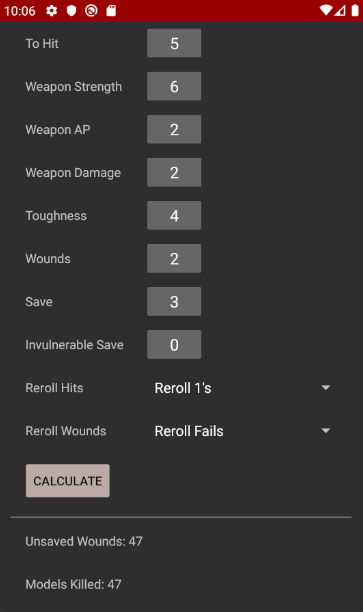 10:06
To Hit 5
Weapon Strength 6
Weapon AP 2
Weapon Damage 2
Toughness 4
Wounds 2
Save 3
Invulnerable Save 0
Reroll Hits Reroll 1's
Reroll Wounds Reroll Fails
CALCULATE
Unsaved Wounds: 47
Models Killed: 47